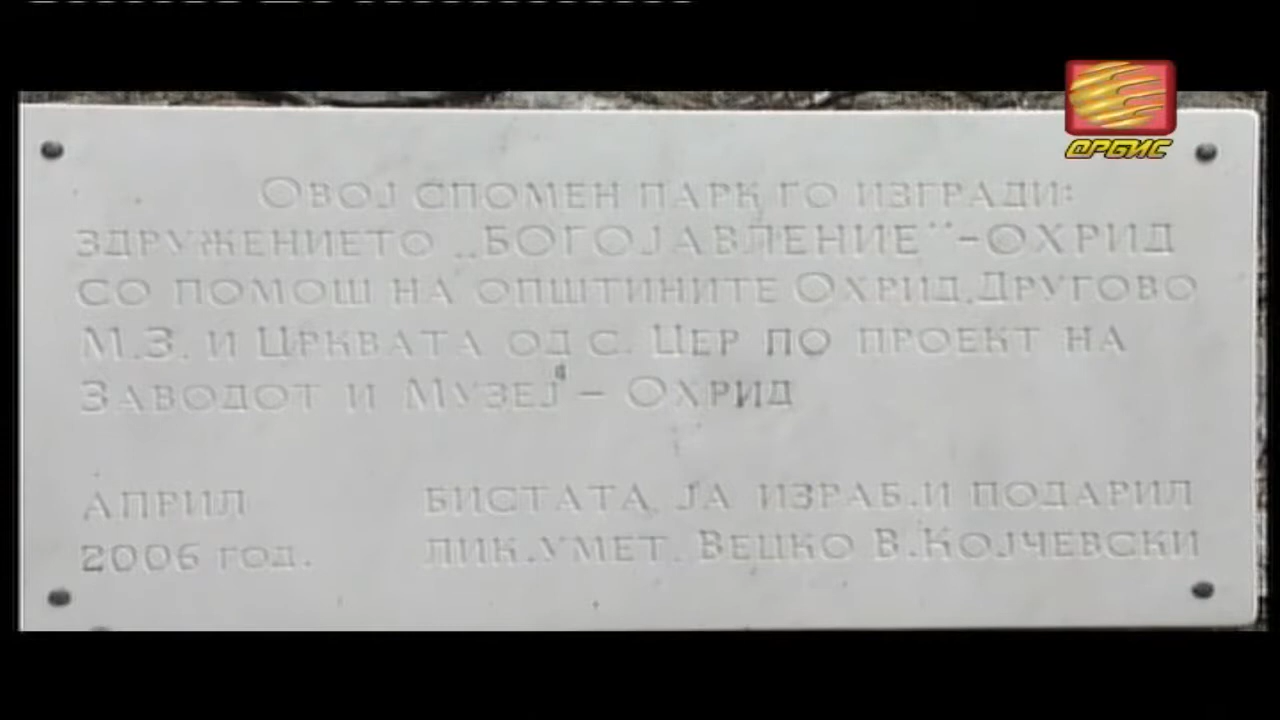 ОРБИС
Овој спомен парк го изгради:
здружението „Богојавление“-Охрид
со помош на општините Охрид, Другово
М.З. и Црквата од с. Цер по проект на
Заводот и Музеј – Охрид
април
2006 год.
бистата ја израб. и подарил
лик.умет. Вецко В.Којчевски